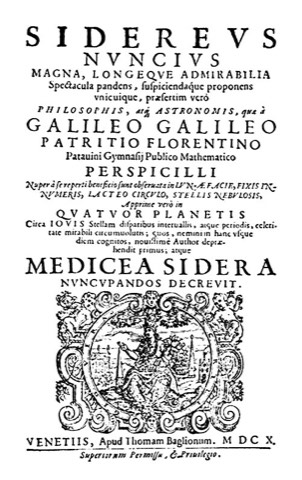 SIDEREVS
NVNCIVS
MAGNA, LONGEQVE ADMIRABILIA
Spectacula pandens, suspiciendaque proponens
vnicuique, præsertim verò
PHILOSOPHIS, atq́ ASTRONOMIS, quæ à
GALILEO GALILEO
PATRITIO FLORENTINO
Patauini Gymnasij Publico Mathematico
PERSPICILLI
Nuper à se reperti beneficio sunt obseruata in LVNÆ FACIE, FIXIS IN-
NVMERIS, LACTEO CIRCVLO, STELLIS NEBVLOSIS,
Apprime verò in
QVATVOR PLANETIS
Circa IOVIS Stellam disparibus interuallis, atque periodis, celeri-
tate mirabili circumuolutis; quos, nemini in hanc vsque
diem cognitos, nouissimè Author depræ-
hendit primus; atque
MEDICEA SIDERA
NVNCVPANDOS DECREVIT.
VENETIIS, Apud Thomam Baglionum. M DC X.
Superiorum Permissu, & Priuilegio.